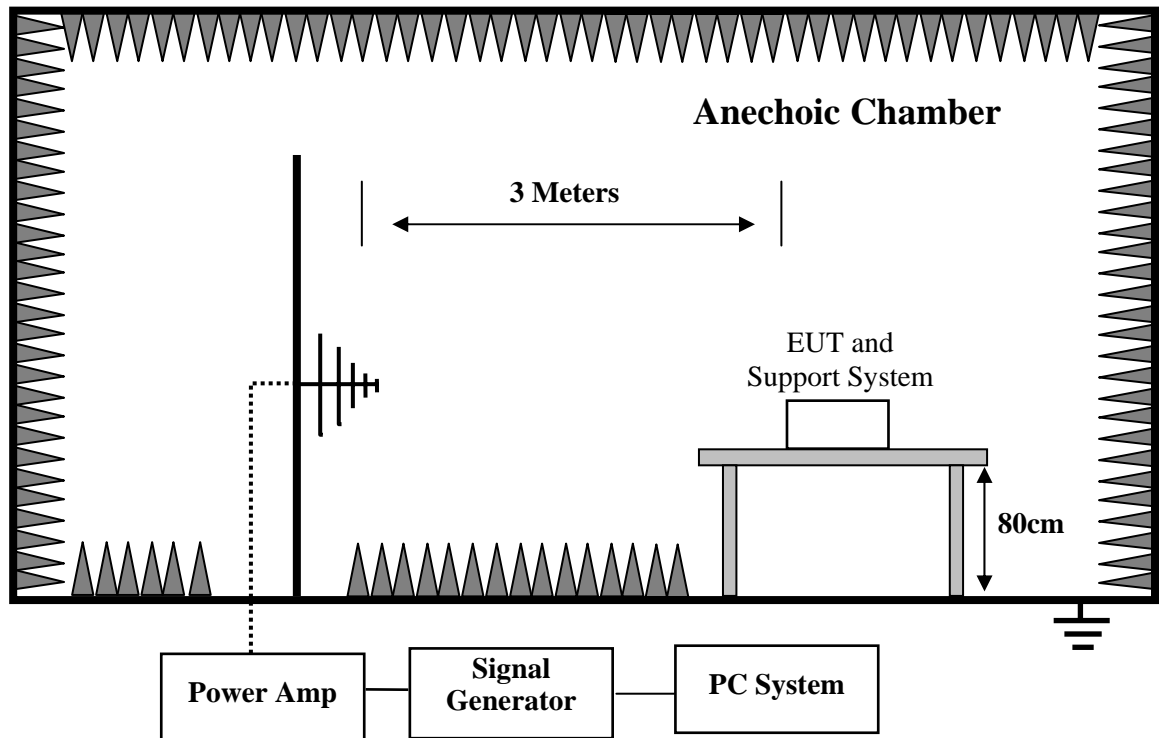 Anechoic Chamber
3 Meters
EUT and
Support System
80cm
Power Amp
Signal
Generator
PC System